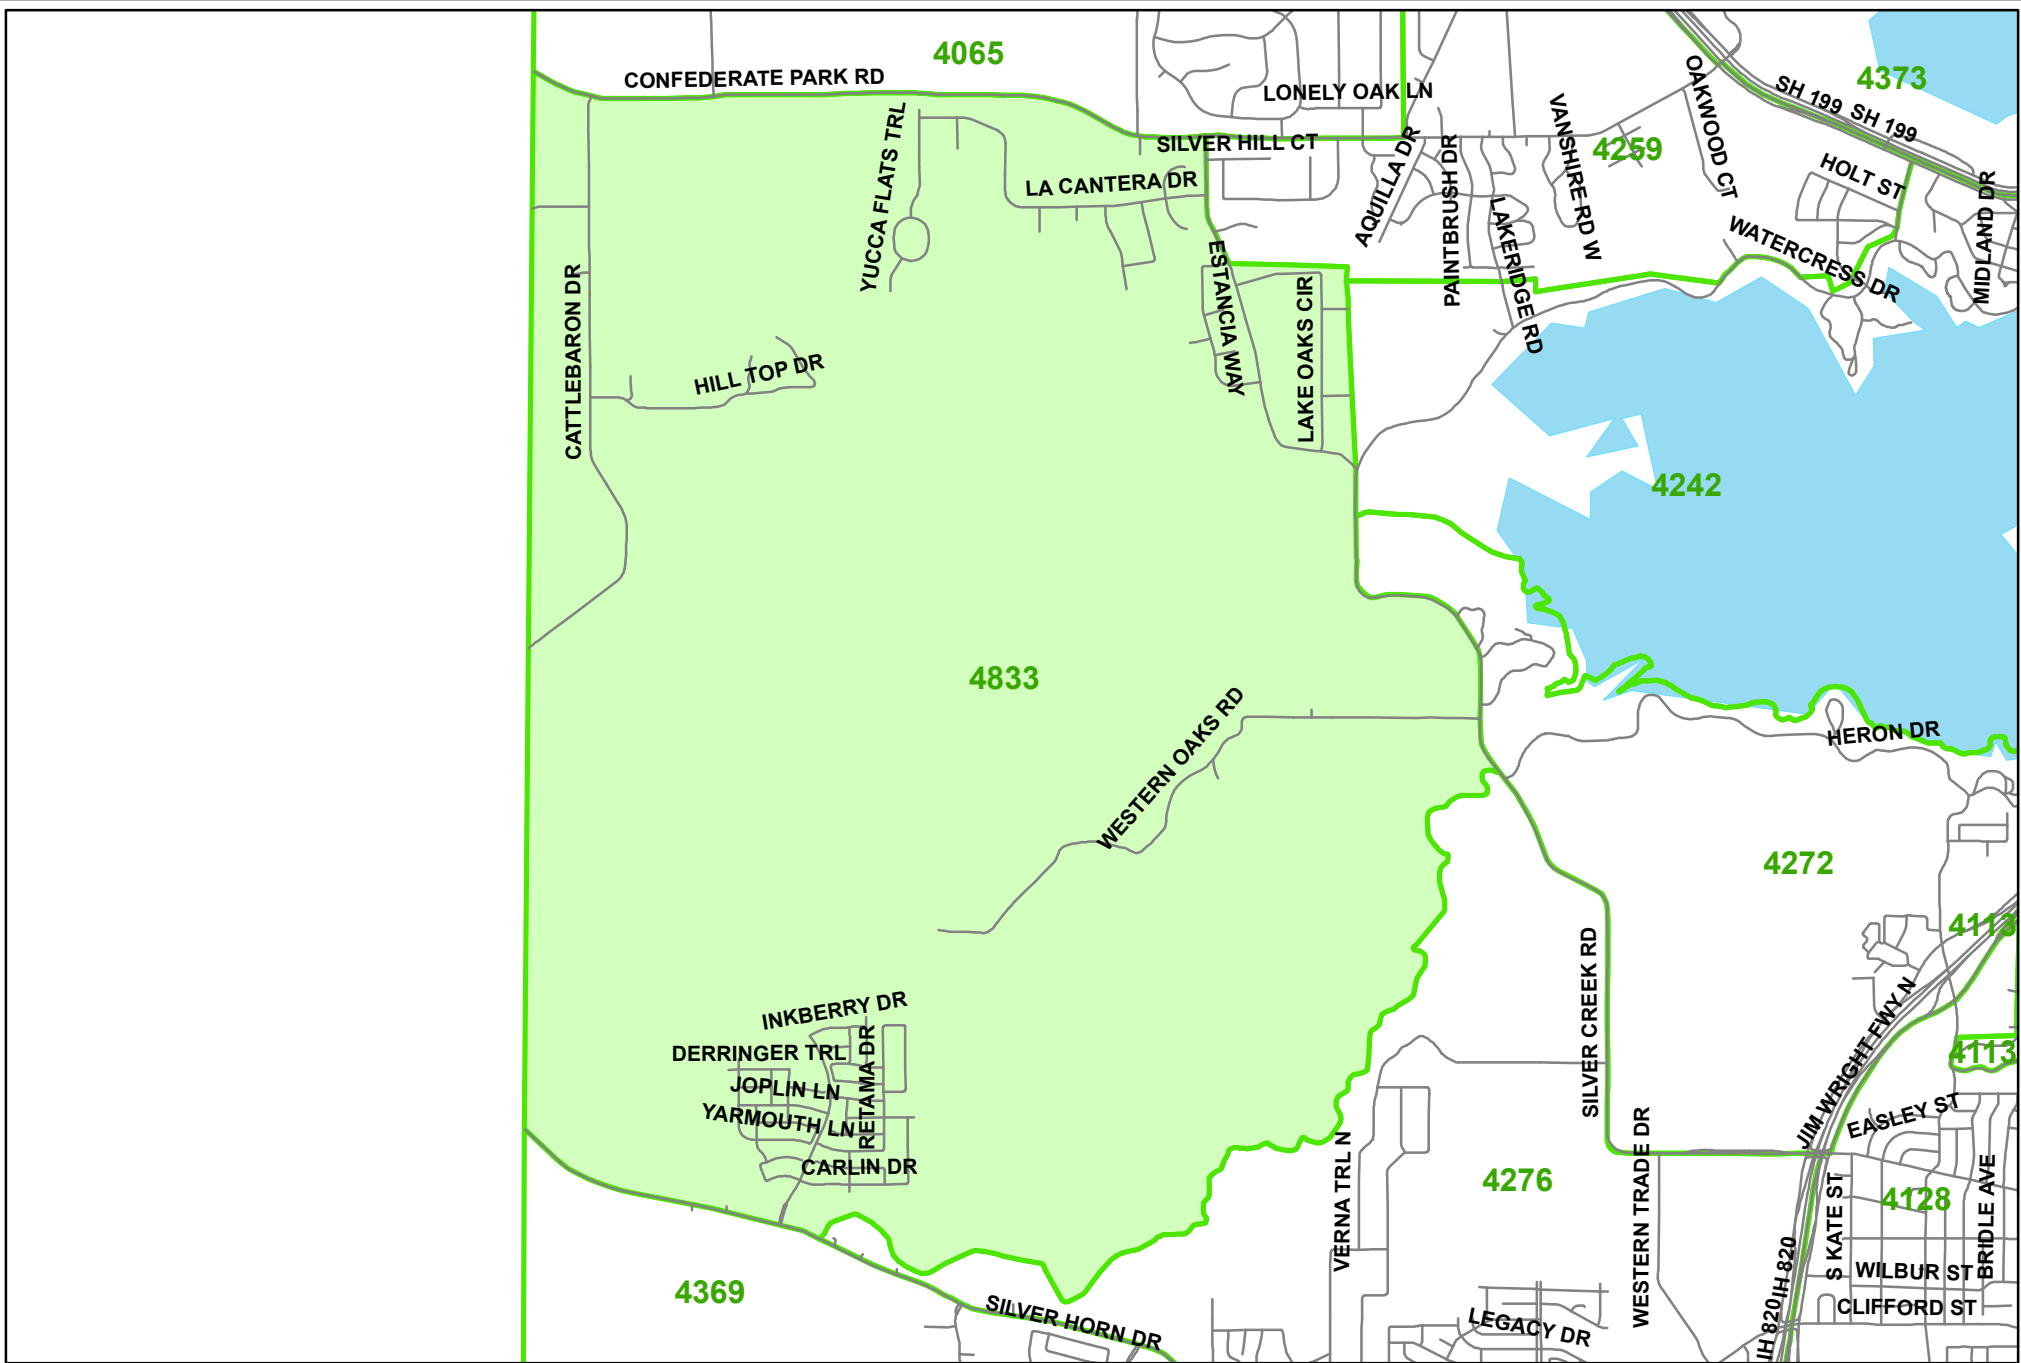 4065
CONFEDERATE PARK RD
LONELY OAK LN
SILVER HILL CT
4373
SH 199
SH 199
OAKWOOD CT
VANSHIRE RD W
4259
HOLT ST
MIDLAND DR
YUCCA FLATS TRL
LA CANTERA DR
AQUILLA DR
PAINTBRUSH DR
LAKERIDGE RD
WATERCRESS DR
CATTLEBARON DR
ESTANCIA WAY
LAKE OAKS CIR
HILL TOP DR
4242
4833
WESTERN OAKS RD
HERON DR
4272
4113
SILVER CREEK RD
JIM WRIGHT FWY N
4113
INKBERRY DR
DERRINGER TRL
RETAMA DR
JOPLIN LN
YARMOUTH LN
CARLIN DR
EASLEY ST
VERNA TRL N
4276
WESTERN TRADE DR
S KATE ST
4128
BRIDLE AVE
4369
SILVER HORN DR
LEGACY DR
IH 820
IH 820
WILBUR ST
CLIFFORD ST